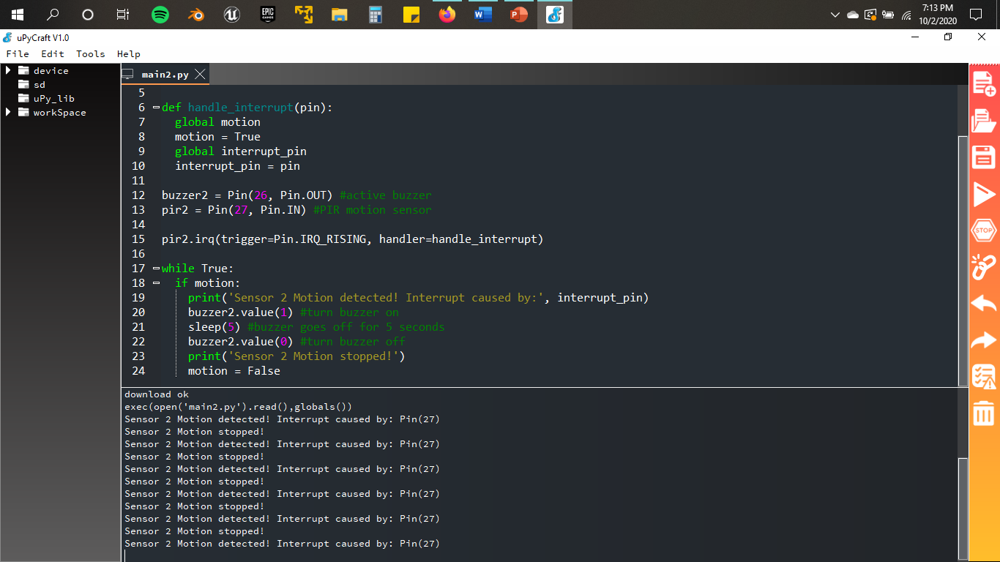 7:13 PM
10/2/2020
EPIC
GAMES
uPyCraft V1.0
File Edit Tools Help
device
sd
uPy_lib
workSpace
main2.py
5
6 def handle_interrupt(pin):
7 global motion
8 motion = True
9 global interrupt_pin
10 interrupt_pin = pin
11
12 buzzer2 = Pin(26, Pin.OUT) #active buzzer
13 pir2 = Pin(27, Pin.IN) #PIR motion sensor
14
15 pir2.irq(trigger=Pin.IRQ_RISING, handler=handle_interrupt)
16
17 while True:
18 if motion:
19 print('Sensor 2 Motion detected! Interrupt caused by:', interrupt_pin)
20 buzzer2.value(1) #turn buzzer on
21 sleep(5) #buzzer goes off for 5 seconds
22 buzzer2.value(0) #turn buzzer off
23 print('Sensor 2 Motion stopped!')
24 motion = False
STOP
download ok
exec(open('main2.py').read(),globals())
Sensor 2 Motion detected! Interrupt caused by: Pin(27)
Sensor 2 Motion stopped!
Sensor 2 Motion detected! Interrupt caused by: Pin(27)
Sensor 2 Motion stopped!
Sensor 2 Motion detected! Interrupt caused by: Pin(27)
Sensor 2 Motion stopped!
Sensor 2 Motion detected! Interrupt caused by: Pin(27)
Sensor 2 Motion stopped!
Sensor 2 Motion detected! Interrupt caused by: Pin(27)
Sensor 2 Motion stopped!
Sensor 2 Motion detected! Interrupt caused by: Pin(27)